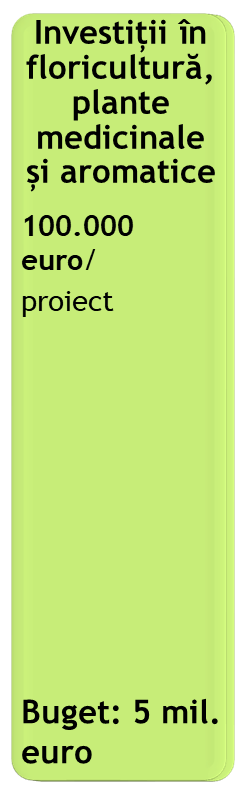 Investiții în
floricultură,
plante
medicinale
și aromatice
100.000
euro/
proiect
Buget: 5 mil.
euro